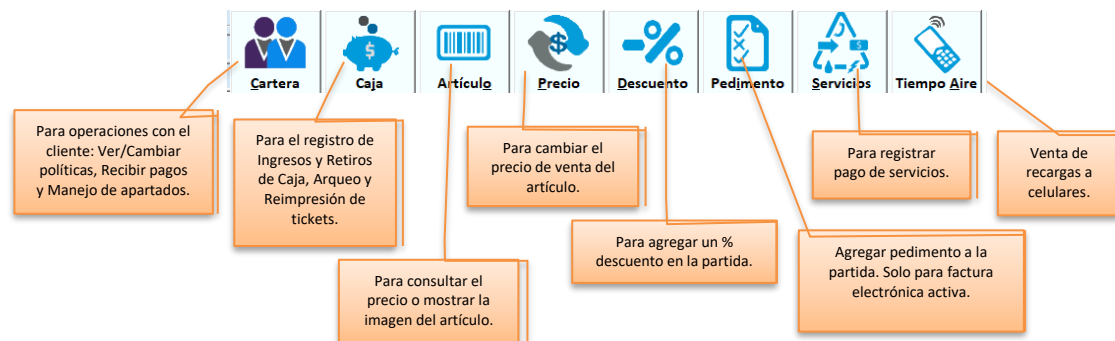 Cartera
Caja
Artículo
Precio
Descuento
Pedimento
Servicios
Tiempo Aire
Para operaciones con el
cliente: Ver/Cambiar
políticas, Recibir pagos
y Manejo de apartados.
Para el registro de
Ingresos y Retiros
de Caja, Arqueo y
Reimpresión de
tickets.
Para consultar el
precio o mostrar la
imagen del artículo.
Para cambiar el
precio de venta del
artículo.
Para agregar un %
descuento en la partida.
Agregar pedimento a la
partida. Solo para factura
electrónica activa.
Para registrar
pago de servicios.
Venta de
recargas a
celulares.